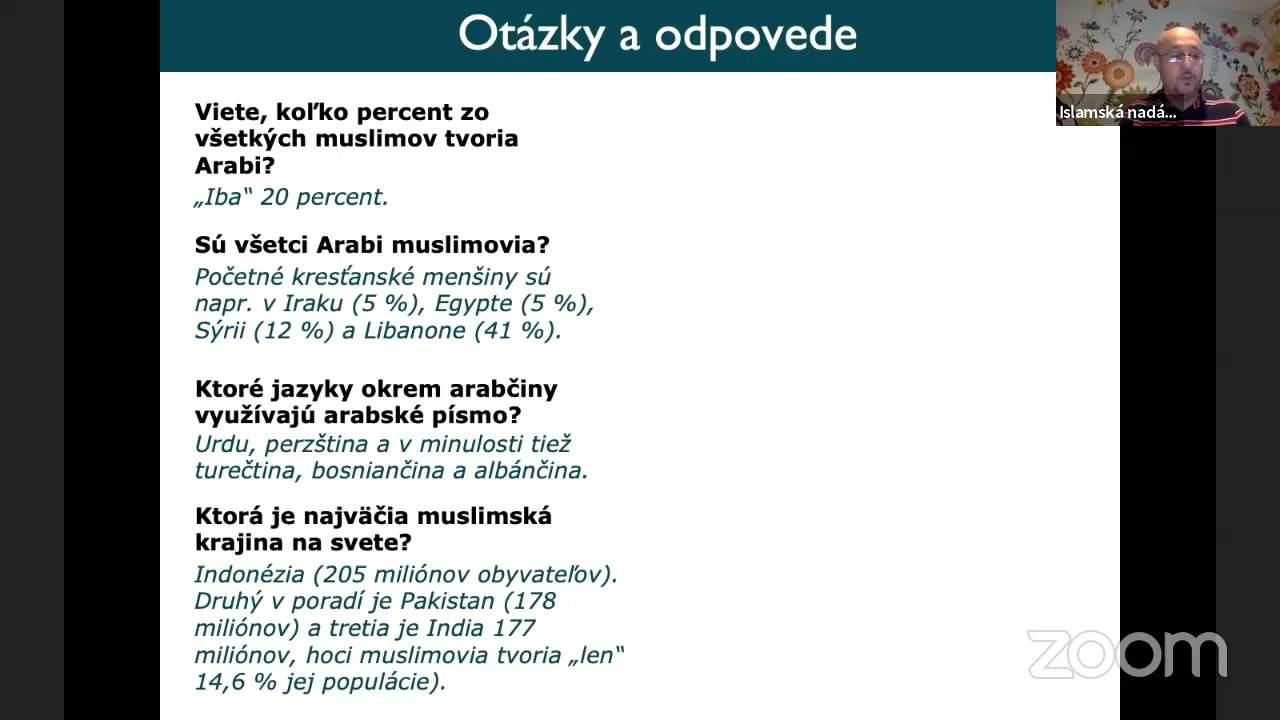 Otázky a odpovede
Islamská nadá...
Viete, koľko percent zo
všetkých muslimov tvoria
Arabi?
„Iba“ 20 percent.
Sú všetci Arabi muslimovia?
Početné kresťanské menšiny sú
napr. v Iraku (5 %), Egypte (5 %),
Sýrii (12 %) a Libanone (41 %).
Ktoré jazyky okrem arabčiny
využívajú arabské písmo?
Urdu, perzština a v minulosti tiež
turečtina, bosniančina a albánčina.
Ktorá je najväčia muslimská
krajina na svete?
Indonézia (205 miliónov obyvateľov).
Druhý v poradí je Pakistan (178
miliónov) a tretia je India 177
miliónov, hoci muslimovia tvoria „len“
14,6 % jej populácie).
zoom